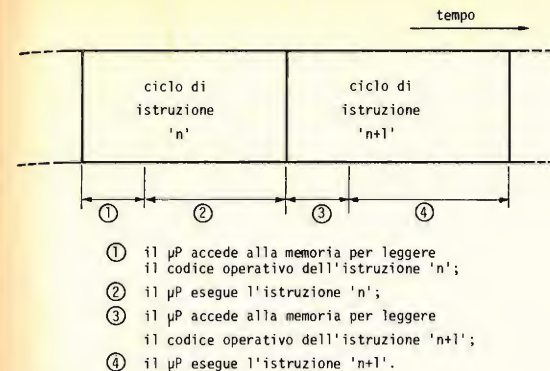 tempo
ciclo di
istruzione
'n'
ciclo di
istruzione
'n+1'
① ② ③ ④
① il µP accede alla memoria per leggere
il codice operativo dell'istruzione 'n';
② il µP esegue l'istruzione 'n';
③ il µP accede alla memoria per leggere
il codice operativo dell'istruzione 'n+1';
④ il µP esegue l'istruzione 'n+1'.